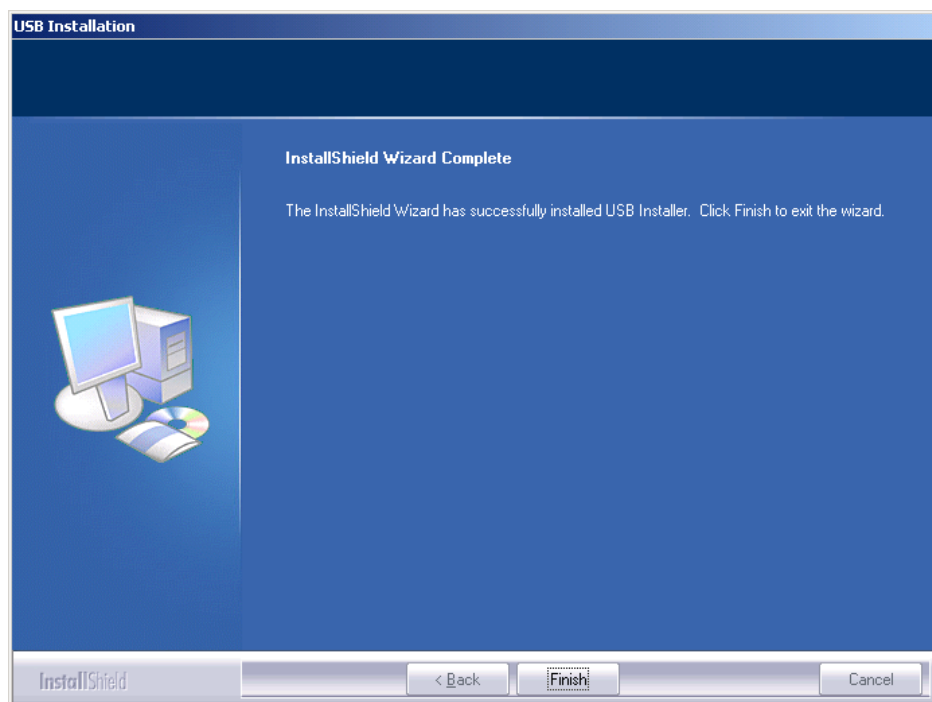 USB Installation
InstallShield Wizard Complete
The InstallShield Wizard has successfully installed USB Installer. Click Finish to exit the wizard.
InstallShield
< Back
Finish
Cancel